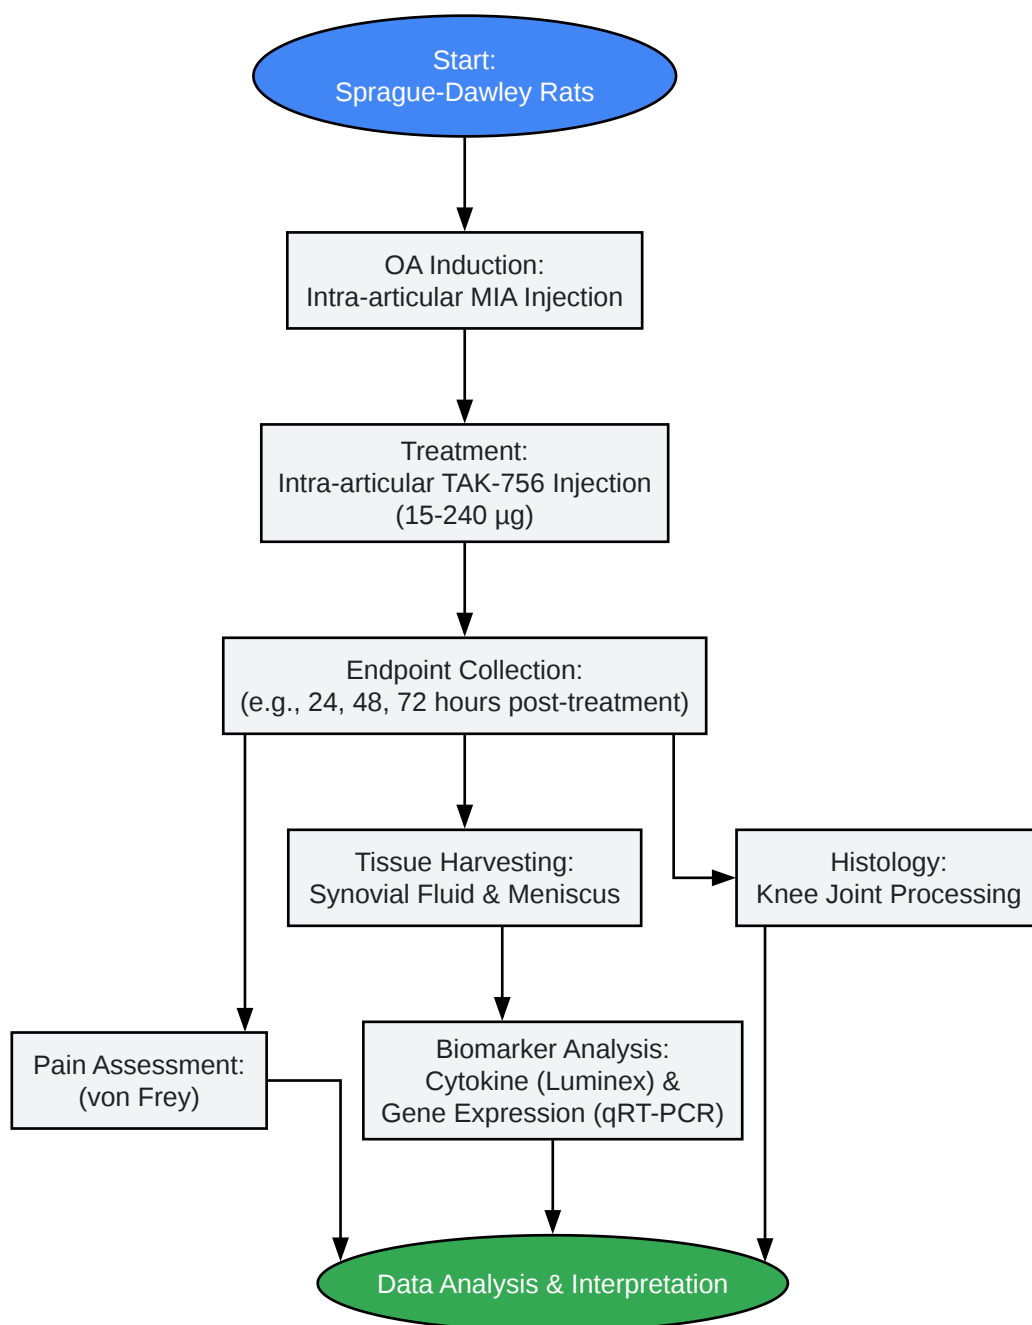 Start:
Sprague-Dawley Rats
OA Induction:
Intra-articular MIA Injection
Treatment:
Intra-articular TAK-756 Injection
(15-240 µg)
Endpoint Collection:
(e.g., 24, 48, 72 hours post-treatment)
Tissue Harvesting:
Synovial Fluid & Meniscus
Histology:
Knee Joint Processing
Pain Assessment:
(von Frey)
Biomarker Analysis:
Cytokine (Luminex) &
Gene Expression (qRT-PCR)
Data Analysis & Interpretation